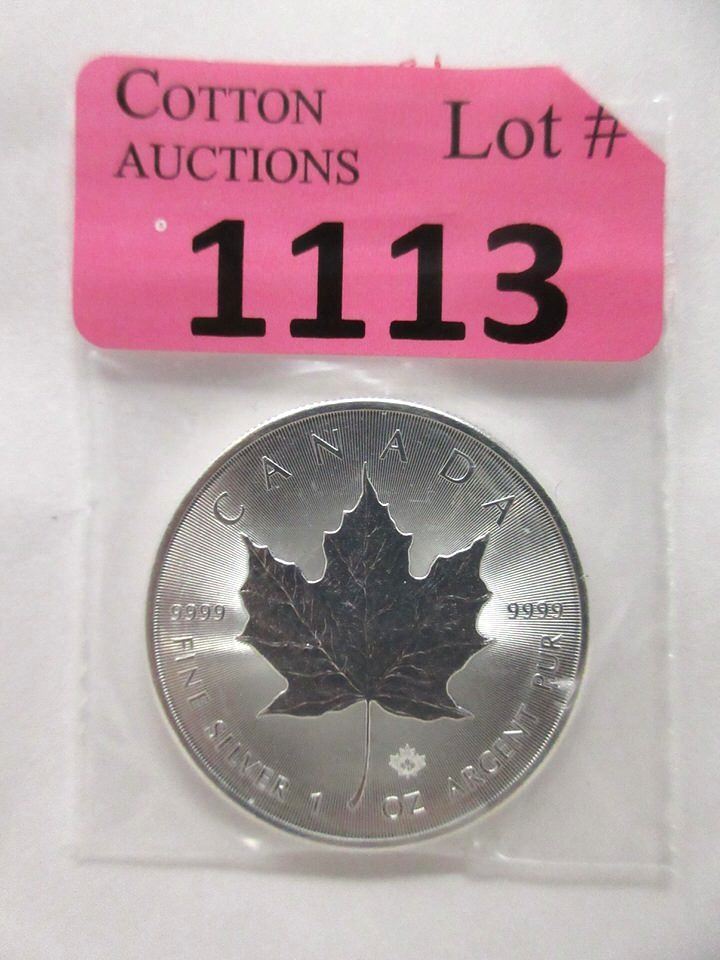 COTTON
AUCTIONS
Lot #
1113
CANADA
9999
9999
FINE SILVER 1 OZ ARGENT PUR